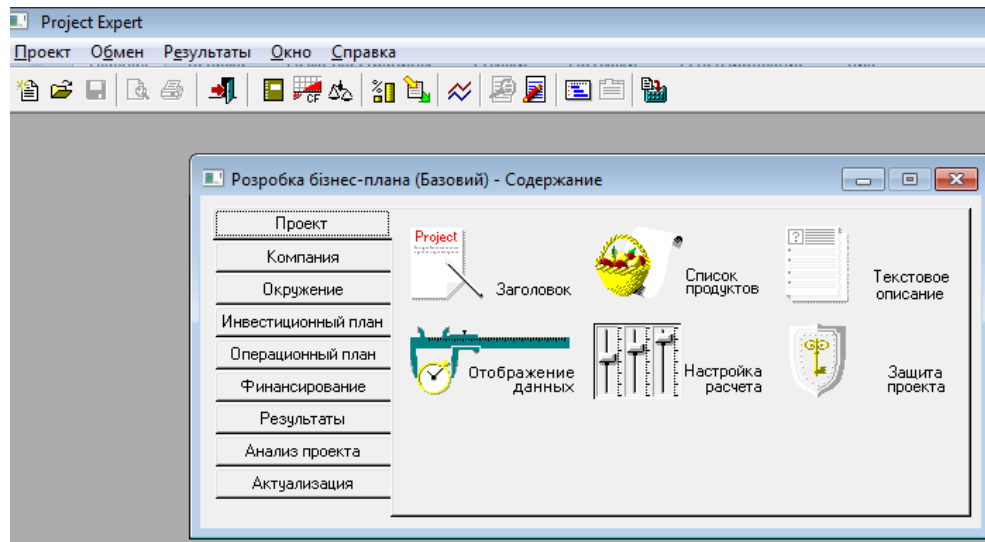 Project Expert
Проект Обмен Результаты Окно Справка
CF
Розробка бізнес-плана (Базовий) - Содержание
Проект
Компания
Окружение
Инвестиционный план
Операционный план
Финансирование
Результаты
Анализ проекта
Актуализация
Project
Заголовок
Список
продуктов
Текстовое
описание
Отображение
данных
Настройка
расчета
Защита
проекта